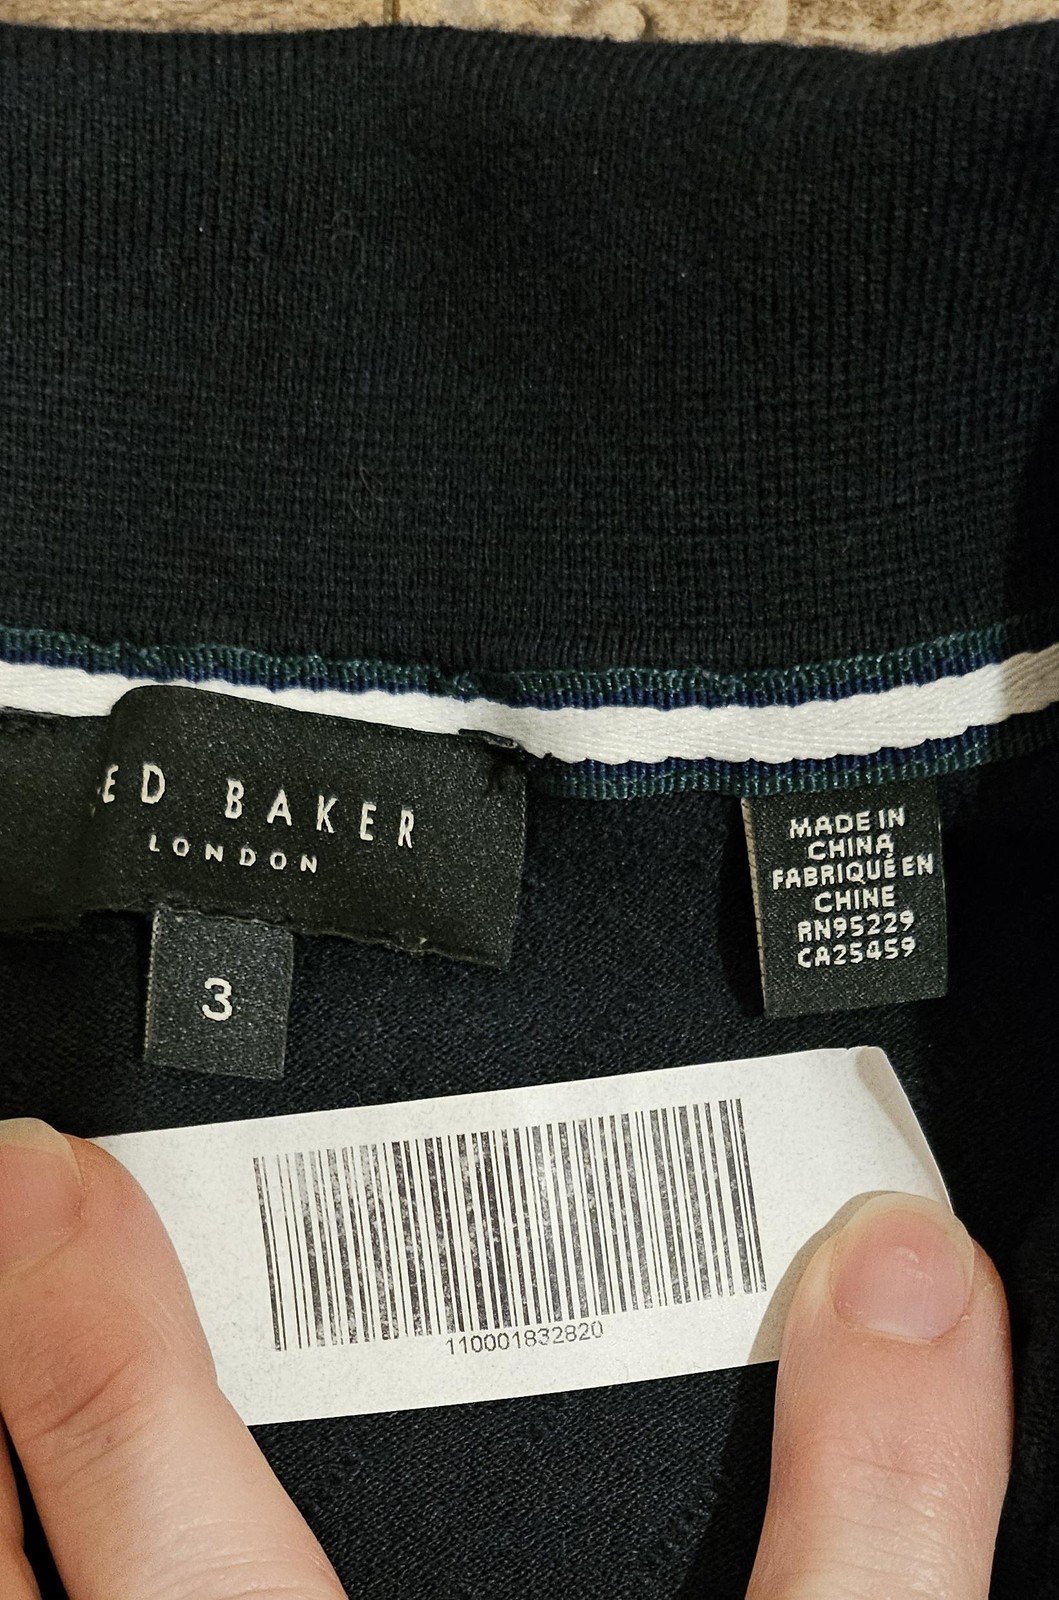 ED BAKER
LONDON
3
MADE IN
CHINA
FABRIQUÉ EN
CHINE
RN95229
CA25459
110001832820